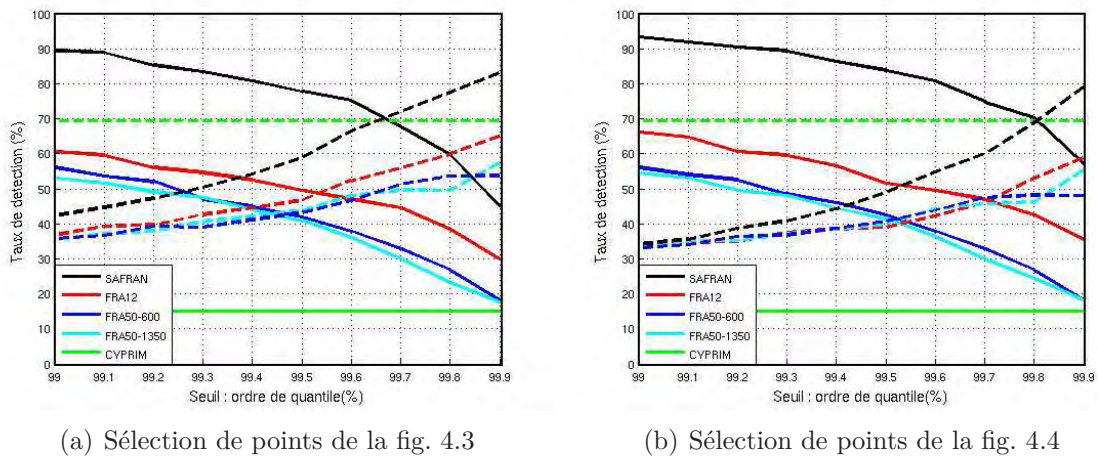 100
90
80
70
60
50
40
30
20
10
0
Taux de détection (%)
SAFRAN
FRA12
FRA50-600
FRA50-1350
CYPRIM
99 99.1 99.2 99.3 99.4 99.5 99.6 99.7 99.8 99.9
Seuil : ordre de quantile(%)
(a) Sélection de points de la fig. 4.3
100
90
80
70
60
50
40
30
20
10
0
Taux de détection (%)
SAFRAN
FRA12
FRA50-600
FRA50-1350
CYPRIM
99 99.1 99.2 99.3 99.4 99.5 99.6 99.7 99.8 99.9
Seuil : ordre de quantile(%)
(b) Sélection de points de la fig. 4.4